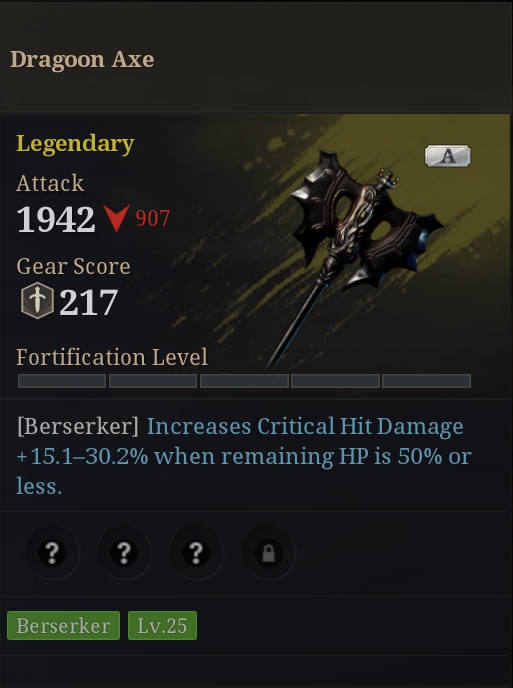 Dragoon Axe
Legendary
A
Attack
1942 907
Gear Score
217
Fortification Level
[Berserker] Increases Critical Hit Damage
+15.1–30.2% when remaining HP is 50% or
less.
? ? ?
Berserker Lv.25